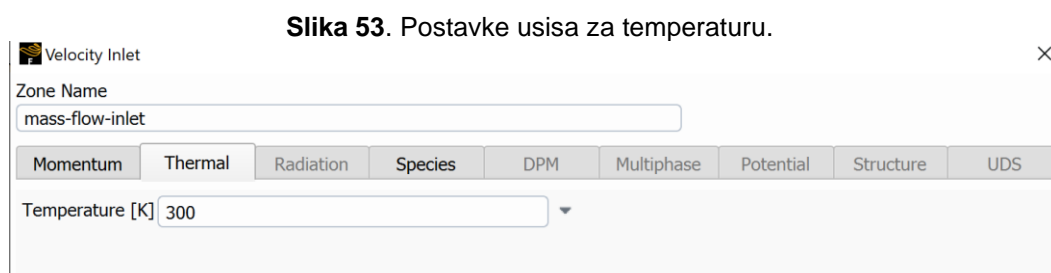 Slika 53. Postavke usisa za temperaturu.
Velocity Inlet
Zone Name
mass-flow-inlet
Momentum Thermal Radiation Species DPM Multiphase Potential Structure UDS
Temperature [K] 300